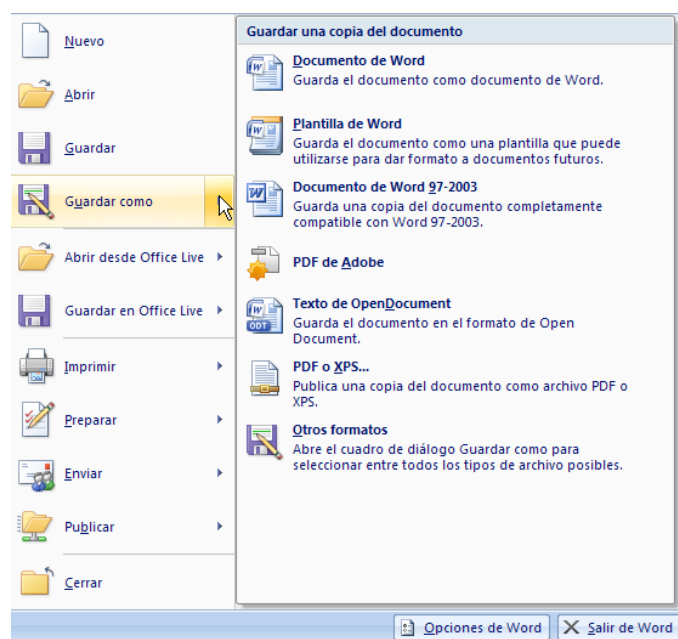 Nuevo
Abrir
Guardar
Guardar como
Abrir desde Office Live
Guardar en Office Live
Imprimir
Preparar
Enviar
Publicar
Cerrar
Guardar una copia del documento
Documento de Word
Guarda el documento como documento de Word.
Plantilla de Word
Guarda el documento como una plantilla que puede
utilizarse para dar formato a documentos futuros.
Documento de Word 97-2003
Guarda una copia del documento completamente
compatible con Word 97-2003.
PDF de Adobe
ODT
Texto de OpenDocument
Guarda el documento en el formato de Open
Document.
PDF o XPS...
Publica una copia del documento como archivo PDF o
XPS.
Otros formatos
Abre el cuadro de diálogo Guardar como para
seleccionar entre todos los tipos de archivo posibles.
Opciones de Word
Salir de Word